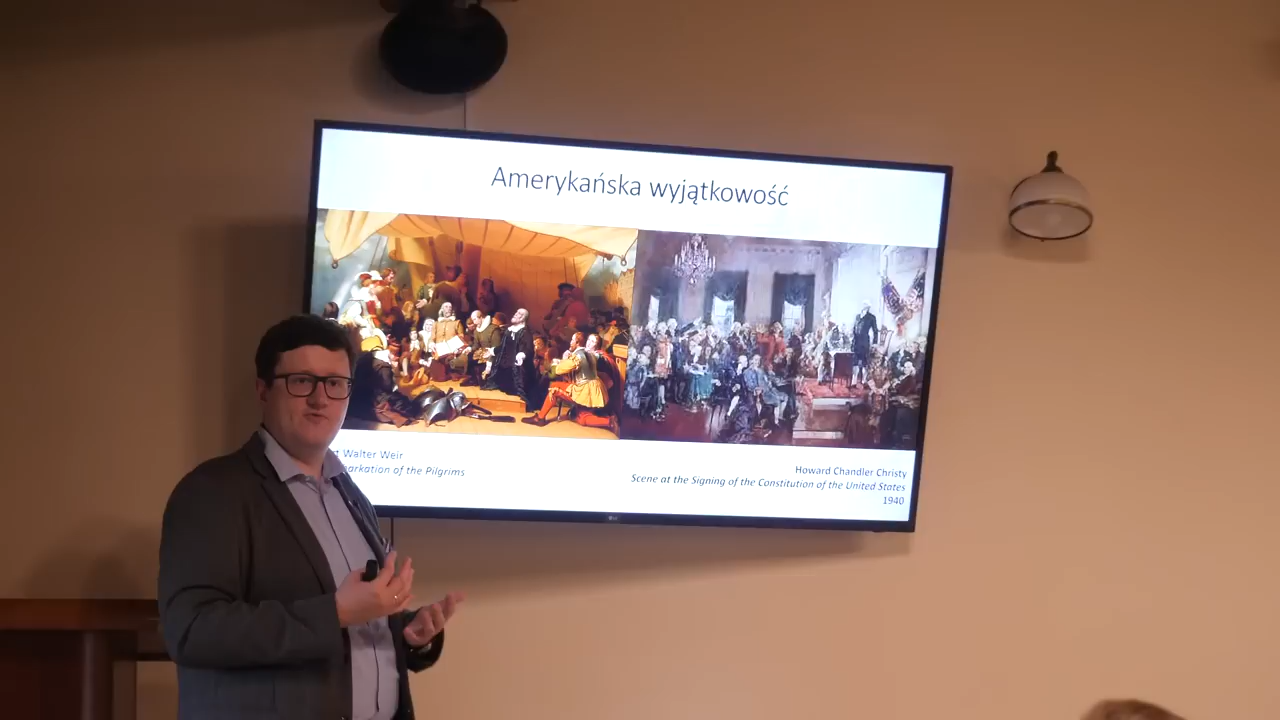 Amerykańska wyjątkowość
t Walter Weir
arkation of the Pilgrims
Howard Chandler Christy
Scene at the Signing of the Constitution of the United States
1940
LG